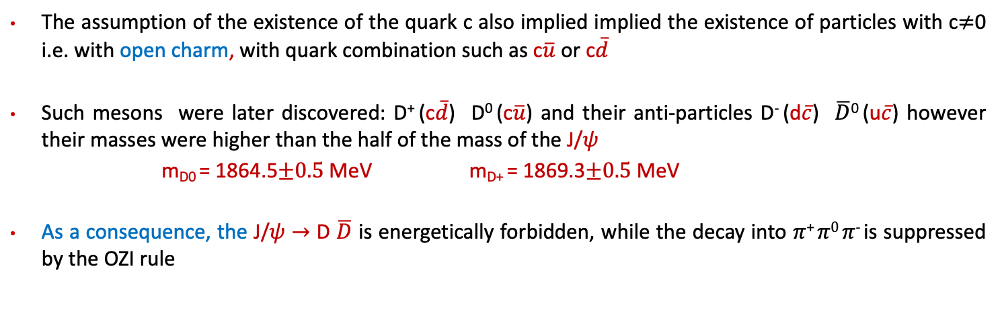 • The assumption of the existence of the quark c also implied implied the existence of particles with c≠0
i.e. with open charm, with quark combination such as cū or cd̄
• Such mesons were later discovered: D⁺ (cd̄) D⁰ (cū) and their anti-particles D⁻ (dc̄) D̄⁰ (uc̄) however
their masses were higher than the half of the mass of the J/ψ
m_D0 = 1864.5±0.5 MeV m_D+ = 1869.3±0.5 MeV
• As a consequence, the J/ψ → D D̄ is energetically forbidden, while the decay into π⁺π⁰π⁻ is suppressed
by the OZI rule